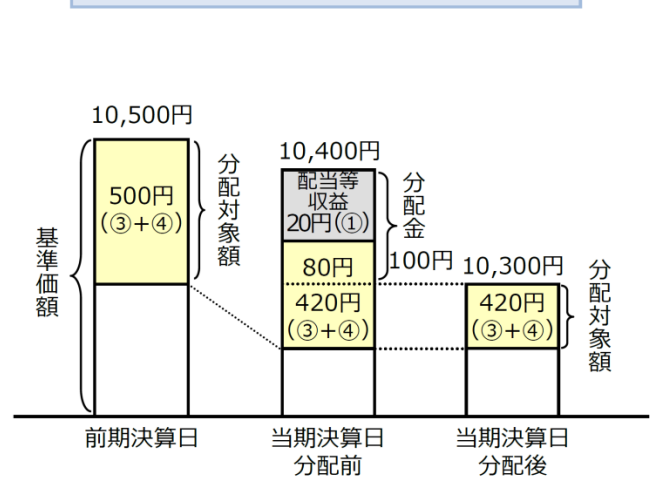 10,500円
500円
(③+④)
分配対象額
基準価額
前期決算日
10,400円
配当等
収益
20円(①)
80円
420円
(③+④)
分配金
100円
当期決算日
分配前
10,300円
420円
(③+④)
分配対象額
当期決算日
分配後